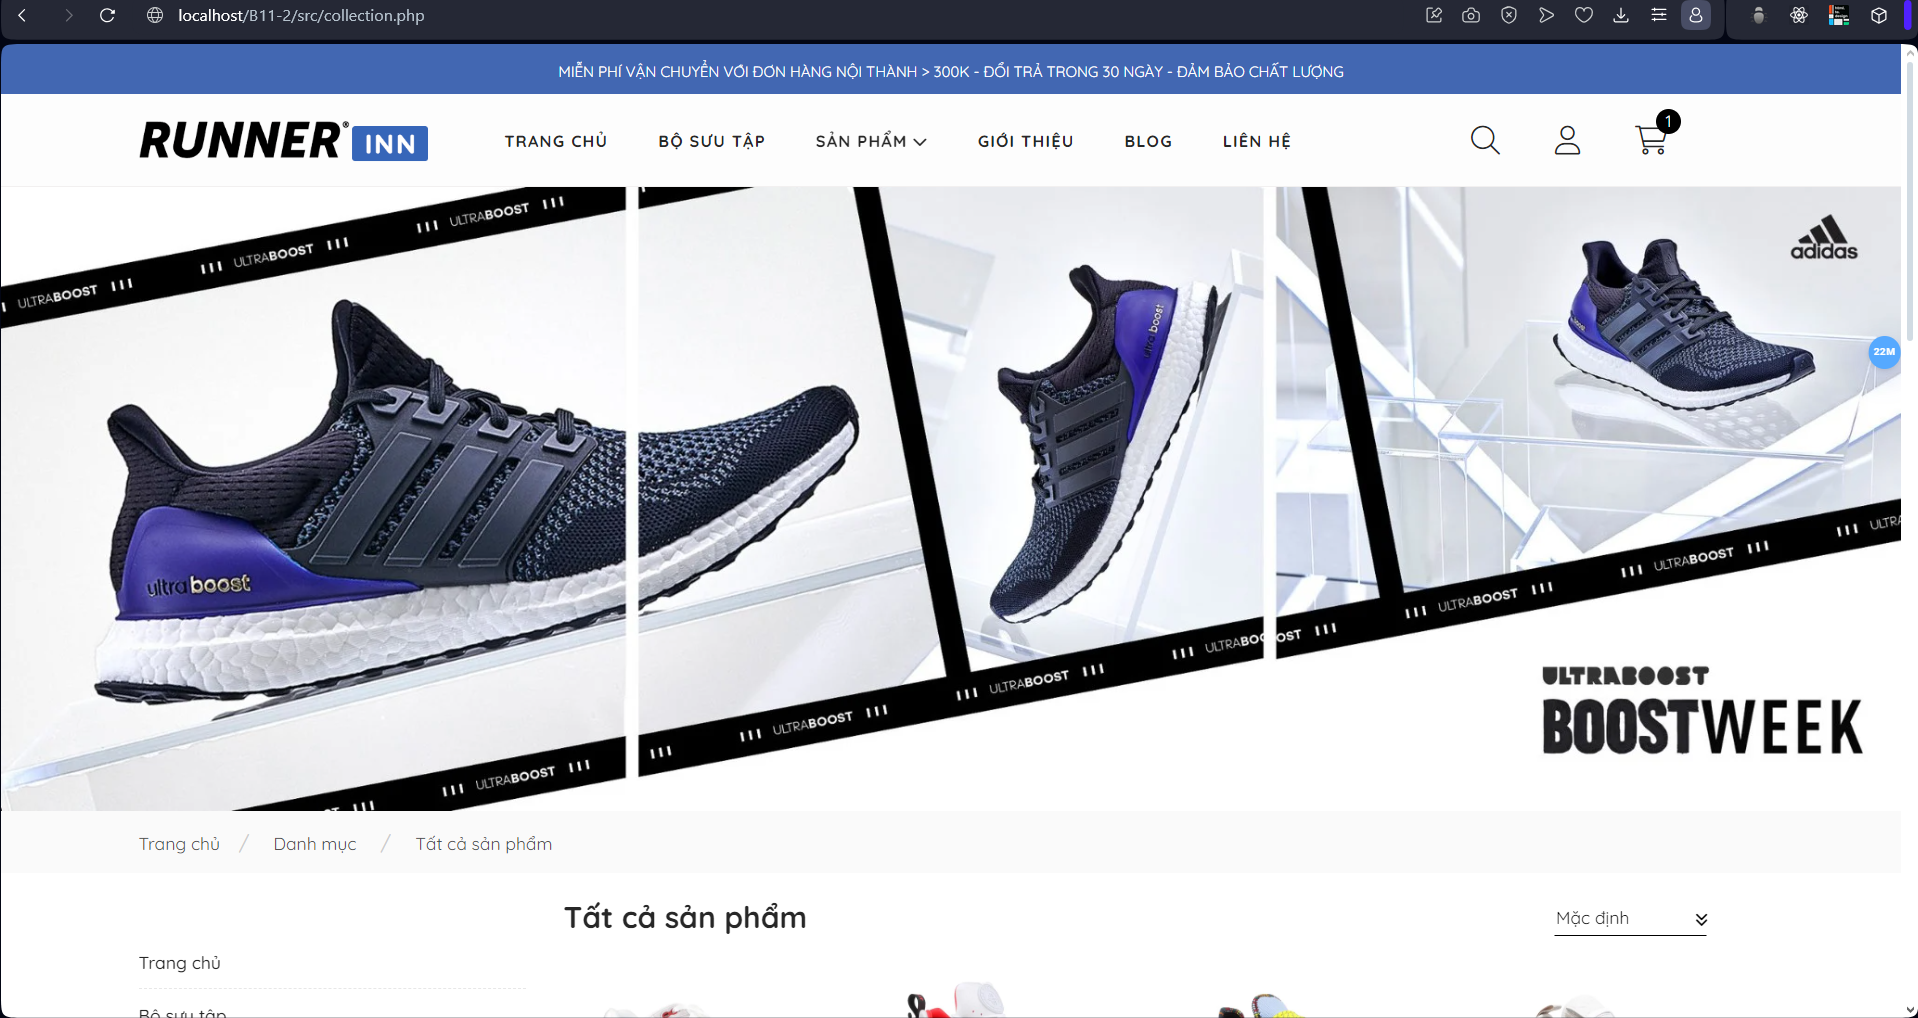 localhost/B11-2/src/collection.php
MIỄN PHÍ VẬN CHUYỂN VỚI ĐƠN HÀNG NỘI THÀNH > 300K - ĐỔI TRẢ TRONG 30 NGÀY - ĐẢM BẢO CHẤT LƯỢNG
RUNNER® INN
TRANG CHỦ BỘ SƯU TẬP SẢN PHẨM GIỚI THIỆU BLOG LIÊN HỆ
1
ULTRABOOST
ULTRABOOST
ULTRABOOST
adidas
ultraboost
ultraboost
boost
22M
ULTRABOOST
ULTRABOOST
ULTRABOOST
ULTRABOOST
ULTRABOOST
ULTRABOOST
ULTRABOOST
BOOSTWEEK
Trang chủ / Danh mục / Tất cả sản phẩm
Tất cả sản phẩm
Mặc định
Trang chủ
Bộ sưu tập